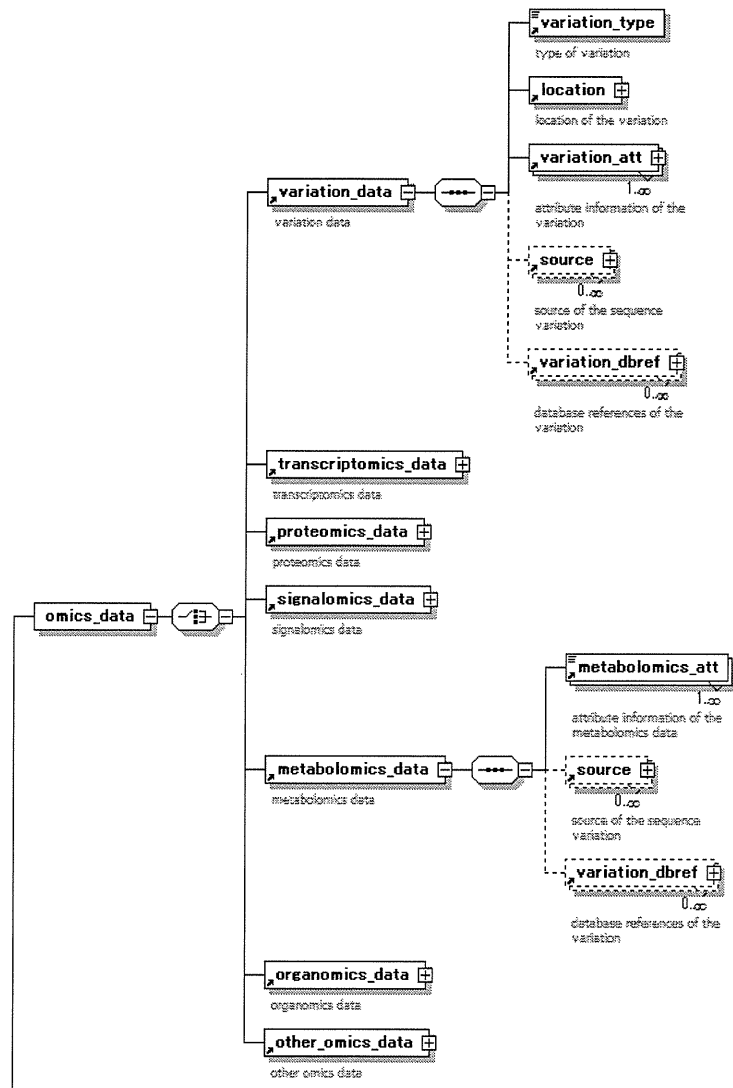 variation_type
type of variation
location
location of the variation
variation_att
1..∞
attribute information of the
variation
variation_data
variation data
source
0..∞
source of the sequence
variation
variation_dbref
0..∞
database references of the
variation
transcriptomics_data
transcriptomics data
proteomics_data
proteomics data
signalomics_data
signalomics data
omics_data
metabolomics_att
1..∞
attribute information of the
metabolomics data
metabolomics_data
metabolomics data
source
0..∞
source of the sequence
variation
variation_dbref
0..∞
database references of the
variation
organomics_data
organomics data
other_omics_data
other omics data